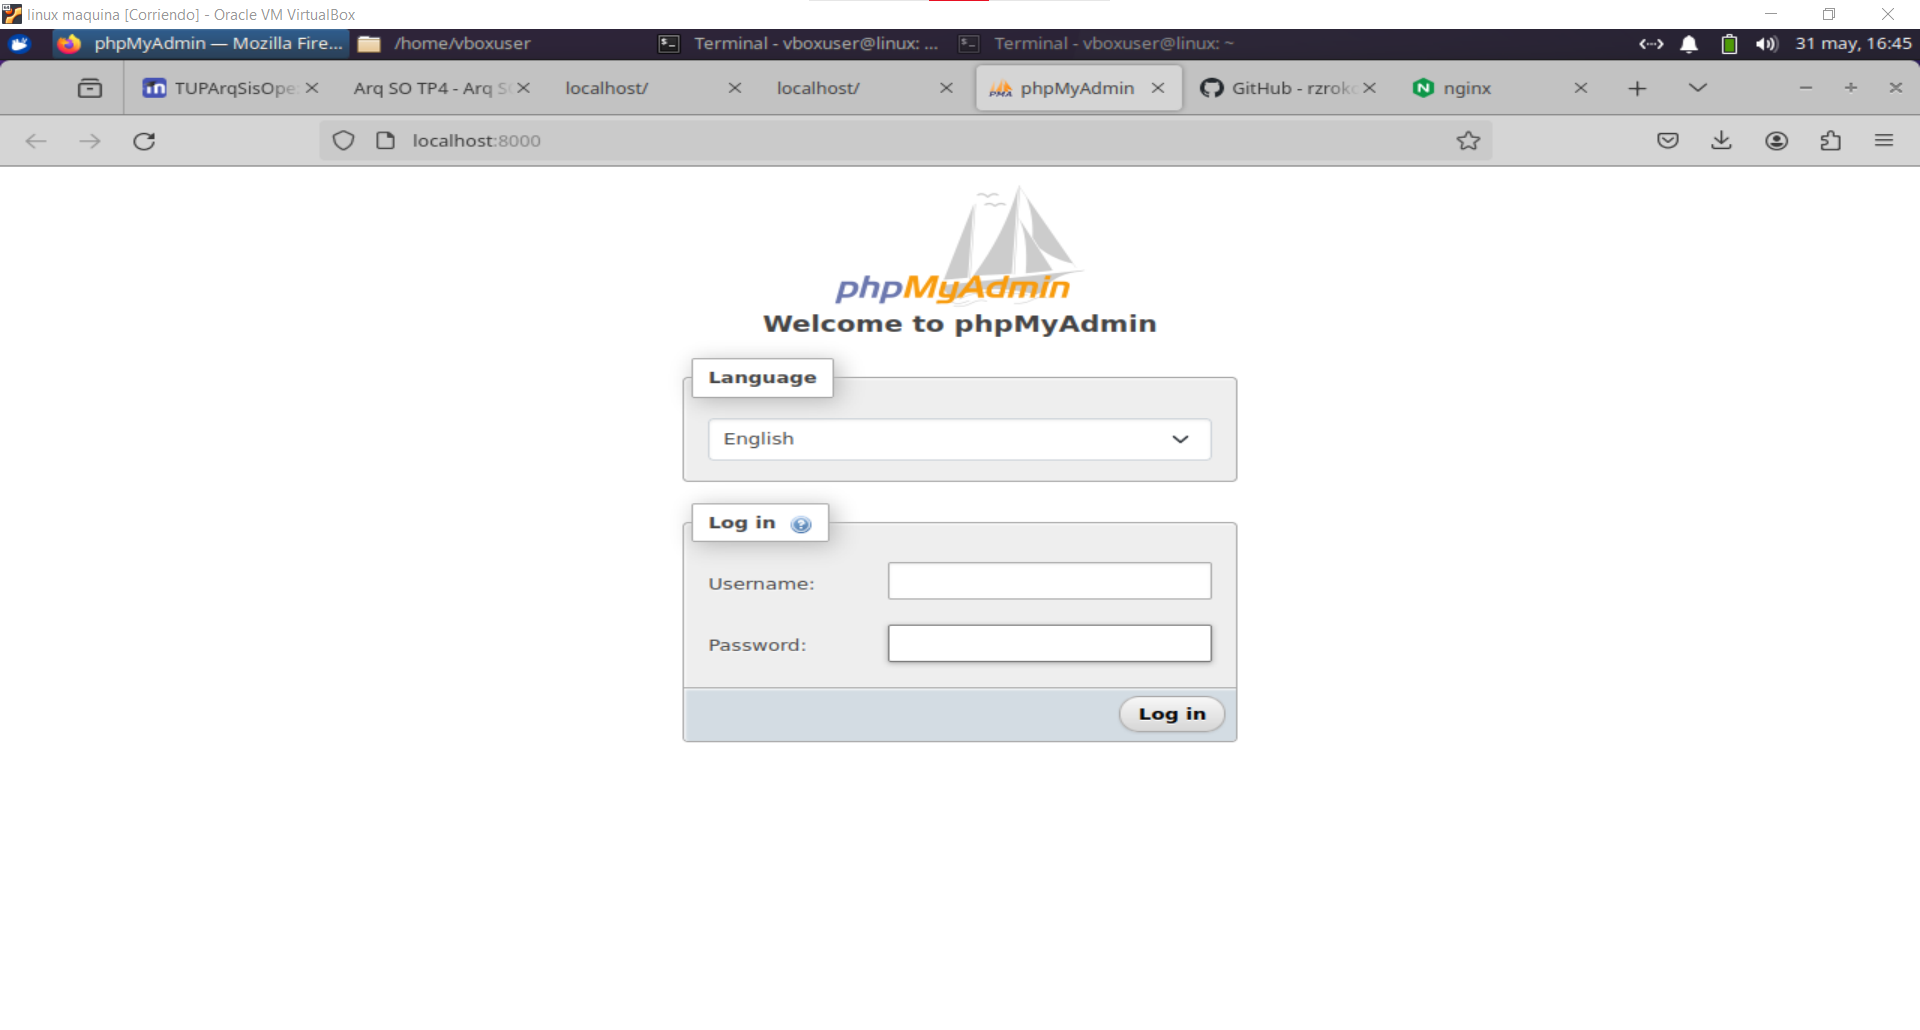 linux maquina [Corriendo] - Oracle VM VirtualBox
phpMyAdmin — Mozilla Fire... /home/vboxuser Terminal - vboxuser@linux: ... Terminal - vboxuser@linux: ~ 31 may, 16:45
TUPArqSisOpe Arq SO TP4 - Arq S localhost/ localhost/ phpMyAdmin GitHub - rzrok nginx
localhost:8000
phpMyAdmin
Welcome to phpMyAdmin
Language
English
Log in
Username:
Password:
Log in